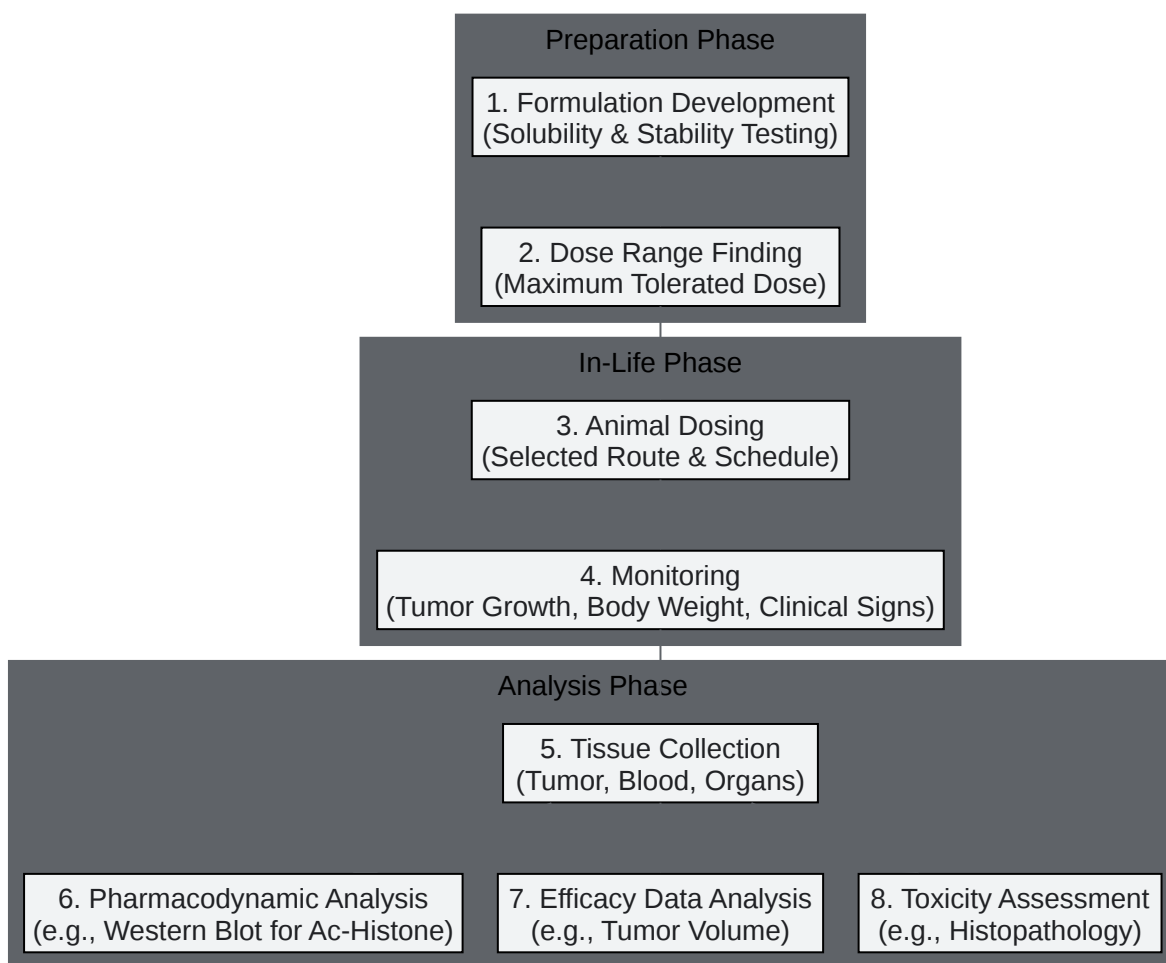 Preparation Phase
1. Formulation Development
(Solubility & Stability Testing)
2. Dose Range Finding
(Maximum Tolerated Dose)
In-Life Phase
3. Animal Dosing
(Selected Route & Schedule)
4. Monitoring
(Tumor Growth, Body Weight, Clinical Signs)
Analysis Phase
5. Tissue Collection
(Tumor, Blood, Organs)
6. Pharmacodynamic Analysis
(e.g., Western Blot for Ac-Histone)
7. Efficacy Data Analysis
(e.g., Tumor Volume)
8. Toxicity Assessment
(e.g., Histopathology)